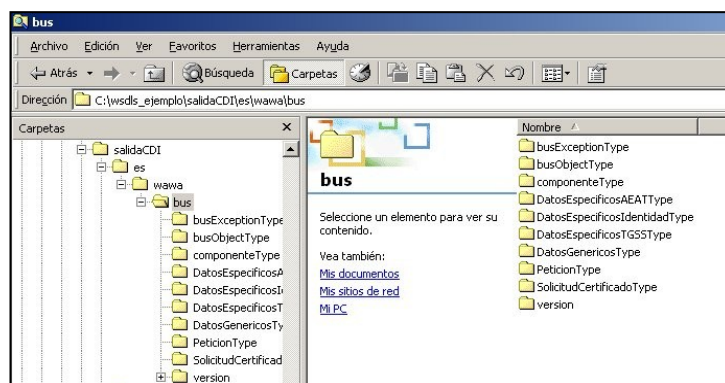 bus
Archivo Edición Ver Favoritos Herramientas Ayuda
Atrás Búsqueda Carpetas
Dirección C:\wsdls_ejemplo\salidaCDI\es\wawa\bus
Carpetas
salidaCDI
es
wawa
bus
busExceptionType
busObjectType
componenteType
DatosEspecificosA
DatosEspecificosI
DatosEspecificosT
DatosGenericosTy
PeticionType
SolicitudCertificad
version
bus
Seleccione un elemento para ver su
contenido.
Vea también:
Mis documentos
Mis sitios de red
Mi PC
Nombre
busExceptionType
busObjectType
componenteType
DatosEspecificosAEATType
DatosEspecificosIdentidadType
DatosEspecificosTGSSType
DatosGenericosType
PeticionType
SolicitudCertificadoType
version